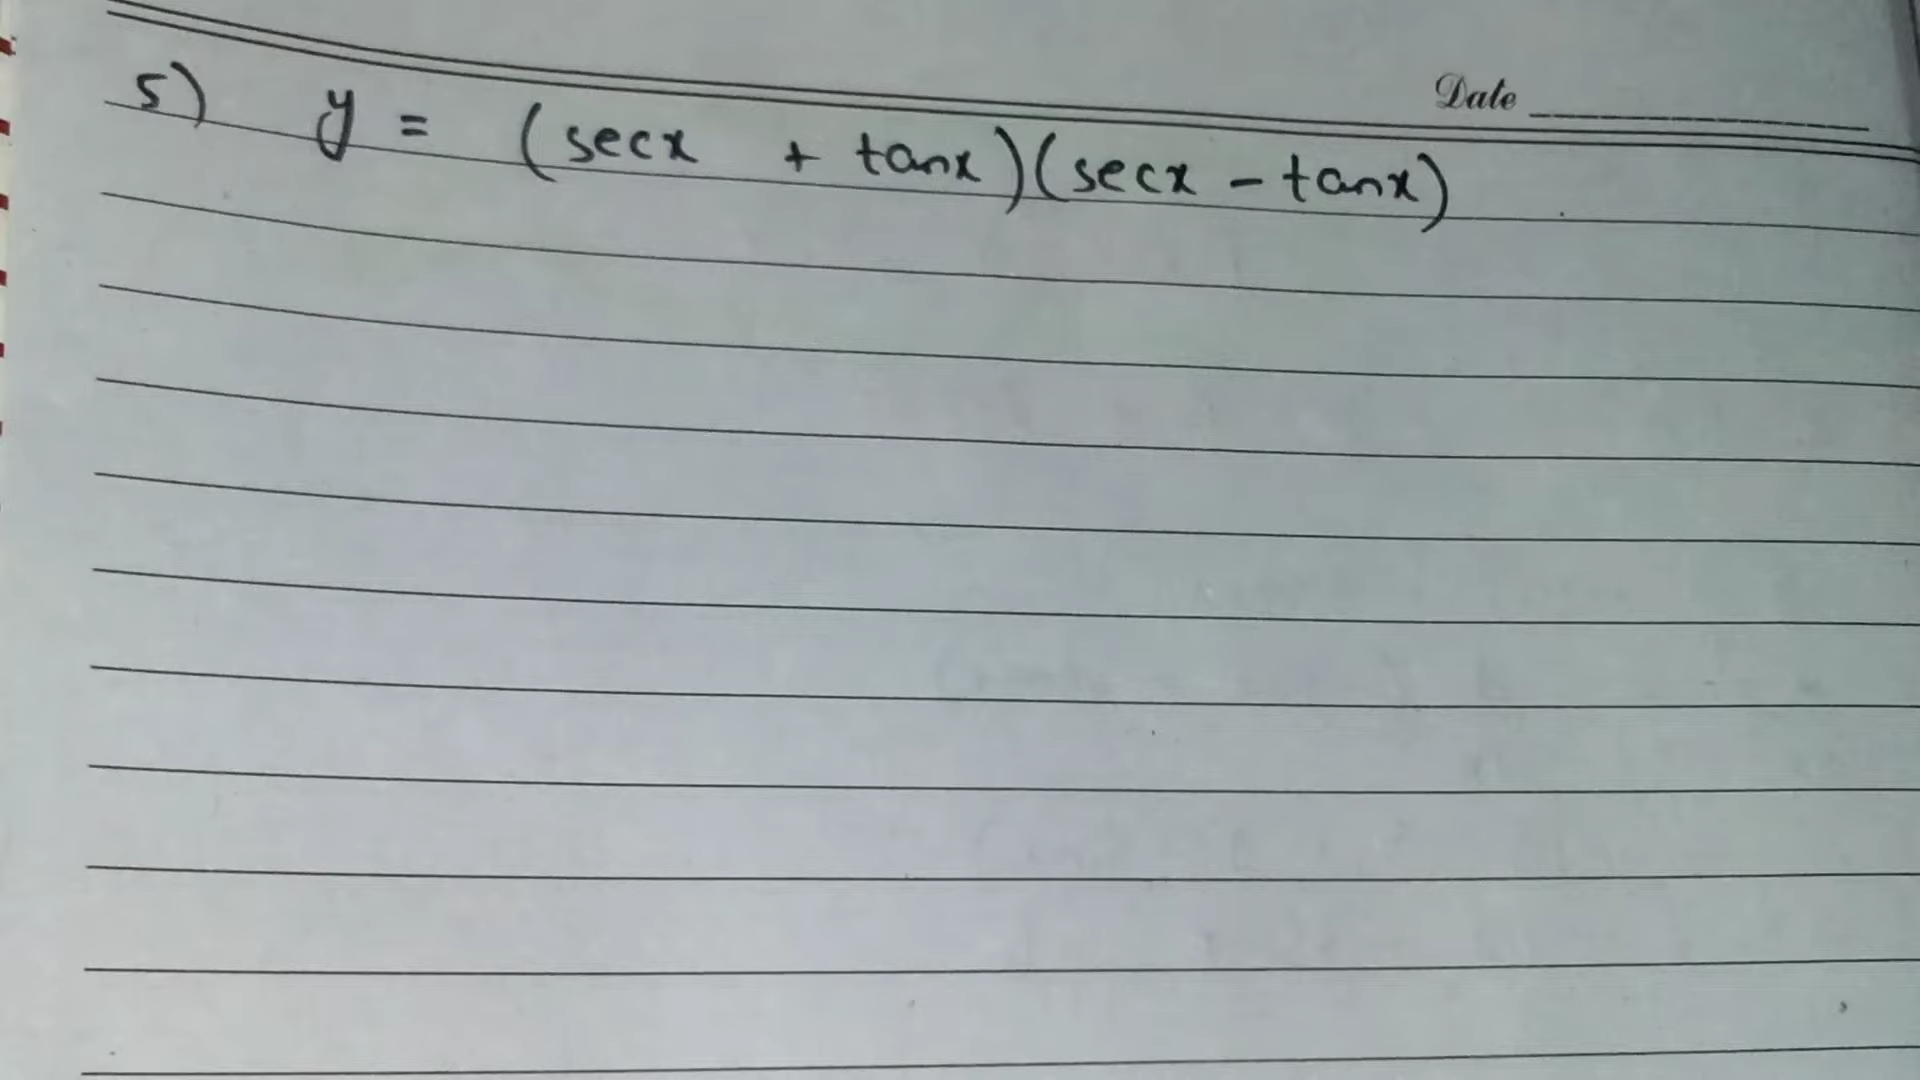 Date
5) y = (secx + tanx)(secx - tanx)